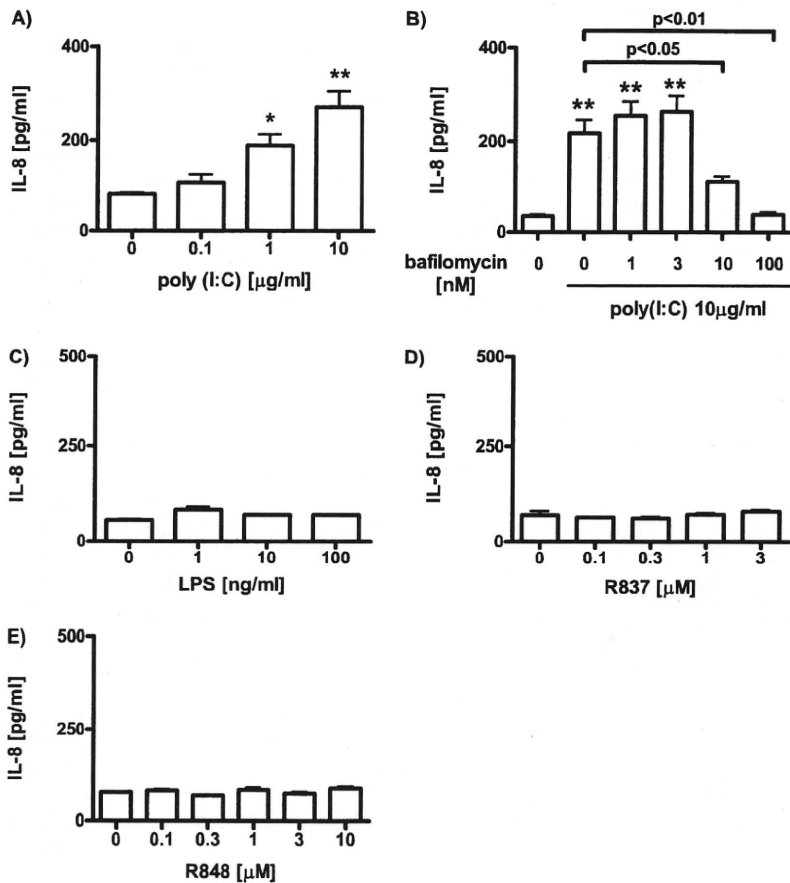 A)
IL-8 [pg/ml]
400
200
0
*
**
0 0.1 1 10
poly (I:C) [µg/ml]
B)
p<0.01
p<0.05
IL-8 [pg/ml]
400
200
0
** ** **
bafilomycin 0 0 1 3 10 100
[nM]
poly(I:C) 10µg/ml
C)
IL-8 [pg/ml]
500
250
0
0 1 10 100
LPS [ng/ml]
D)
IL-8 [pg/ml]
500
250
0
0 0.1 0.3 1 3
R837 [µM]
E)
IL-8 [pg/ml]
500
250
0
0 0.1 0.3 1 3 10
R848 [µM]